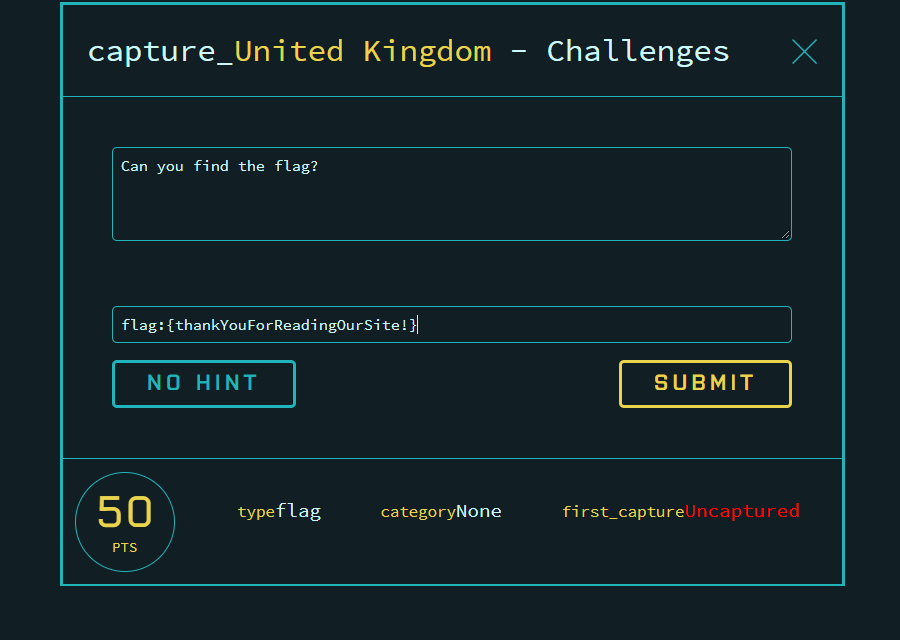 capture_United Kingdom - Challenges
Can you find the flag?
flag:{thankYouForReadingOurSite!}
NO HINT
SUBMIT
50
PTS
typeflag
categoryNone
first_captureUncaptured